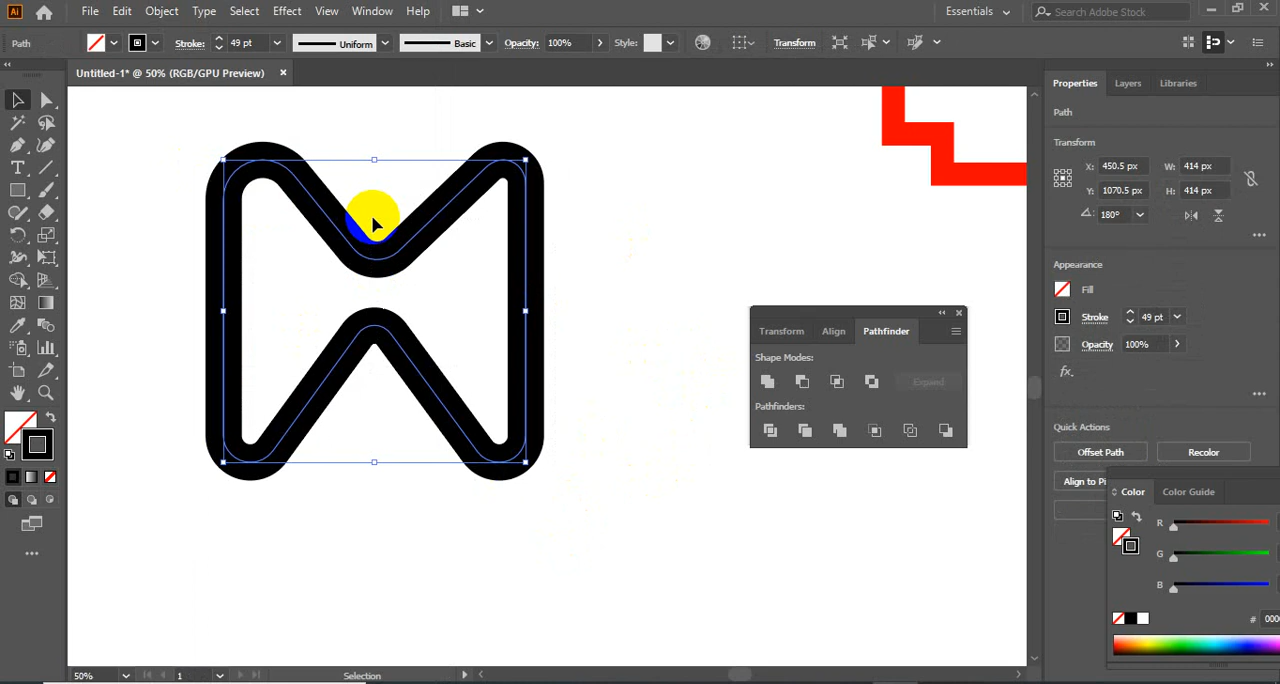 Ai File Edit Object Type Select Effect View Window Help Essentials Search Adobe Stock
Path Stroke: 49 pt Uniform Basic Opacity: 100% Style: Transform
Untitled-1* @ 50% (RGB/GPU Preview)
Properties Layers Libraries
Path
Transform
X: 450.5 px W: 414 px
Y: 1070.5 px H: 414 px
180°
Appearance
Fill
Stroke 49 pt
Opacity 100%
fx.
Transform Align Pathfinder
Shape Modes:
Expand
Pathfinders:
Quick Actions
Offset Path Recolor
Align to Pi
Color Color Guide
R
G
B
# 000
50% 1 Selection